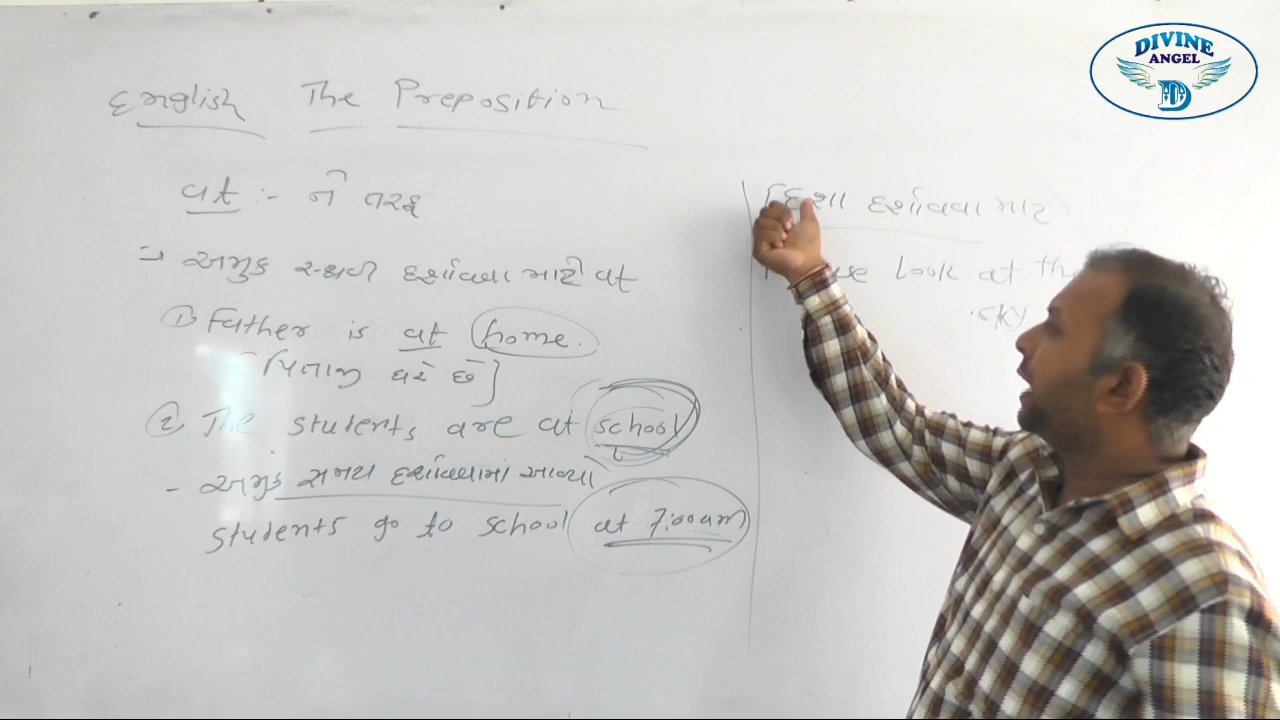 English The Preposition
at :- ને તરફ
=> અમુક સ્થળ દર્શાવવા માટે at
① Father is at home.
[પિતાજી ઘરે છે]
② The students are at school
- અમુક સમય દર્શાવવામાં આવ્યો
students go to school at 7:00am
(દિશા દર્શાવવા માટ)
we Look at the
sky
DIVINE
ANGEL
D